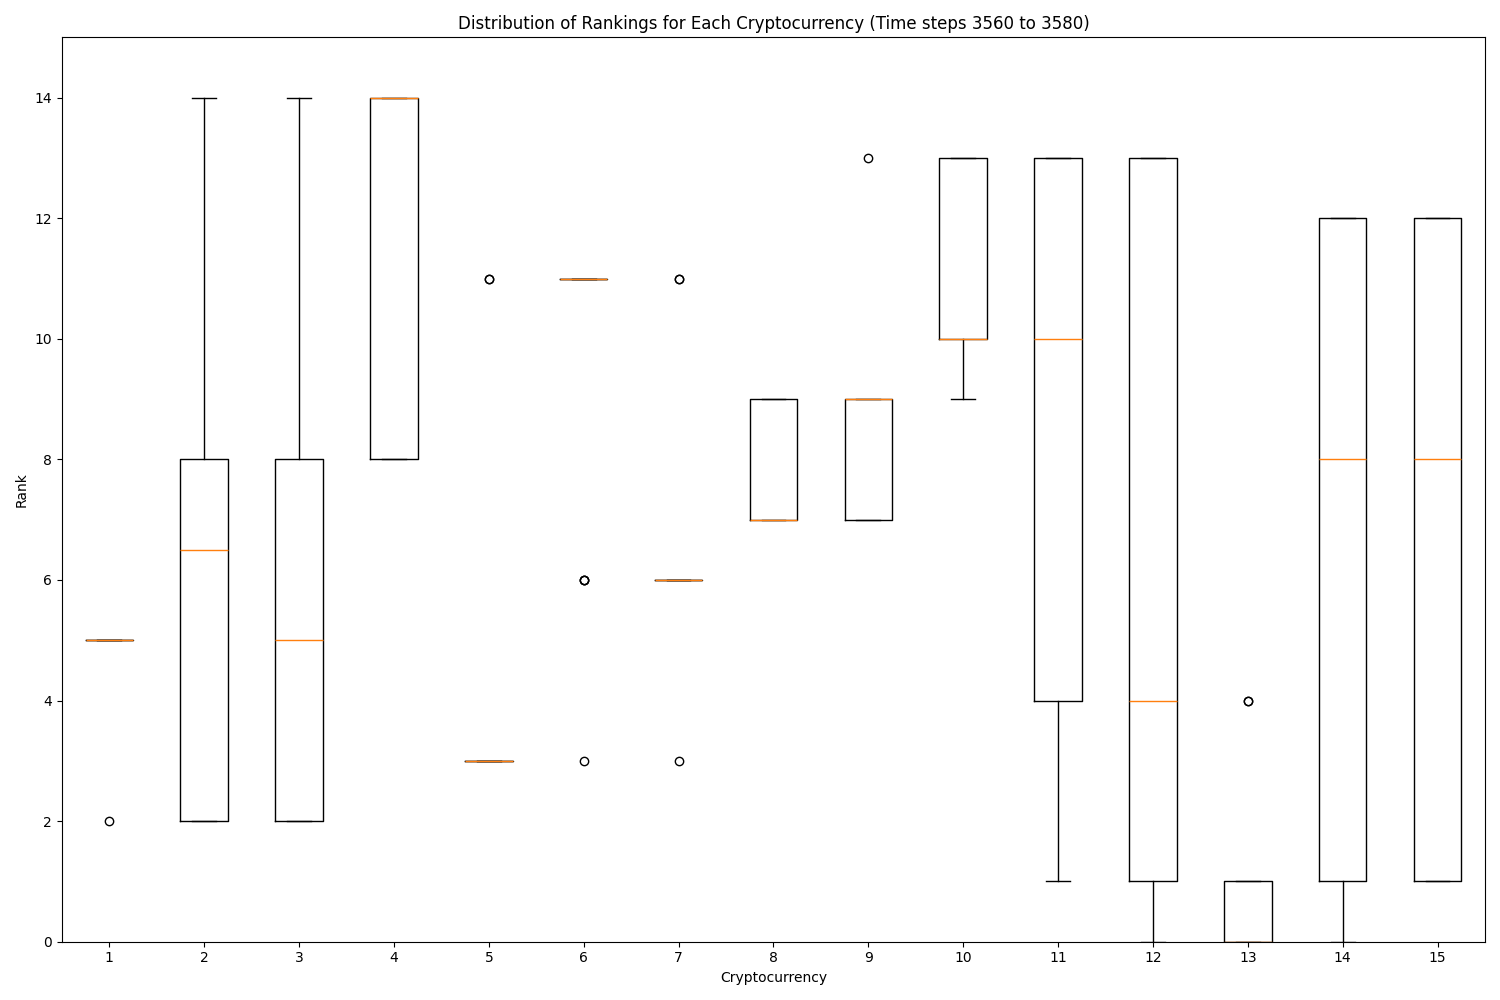 Distribution of Rankings for Each Cryptocurrency (Time steps 3560 to 3580)
Rank
14
12
10
8
6
4
2
0
1 2 3 4 5 6 7 8 9 10 11 12 13 14 15
Cryptocurrency